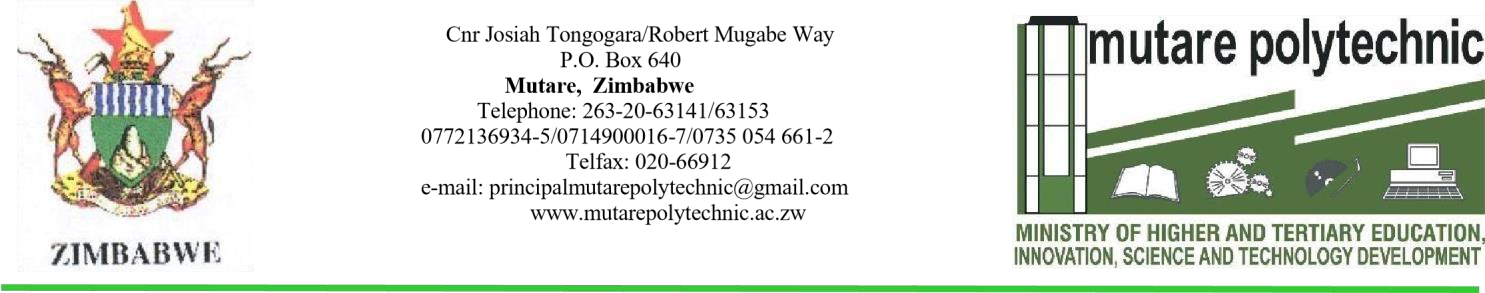 ZIMBABWE
Cnr Josiah Tongogara/Robert Mugabe Way
P.O. Box 640
Mutare, Zimbabwe
Telephone: 263-20-63141/63153
0772136934-5/0714900016-7/0735 054 661-2
Telfax: 020-66912
e-mail: principalmutarepolytechnic@gmail.com
www.mutarepolytechnic.ac.zw
mutare polytechnic
MINISTRY OF HIGHER AND TERTIARY EDUCATION,
INNOVATION, SCIENCE AND TECHNOLOGY DEVELOPMENT